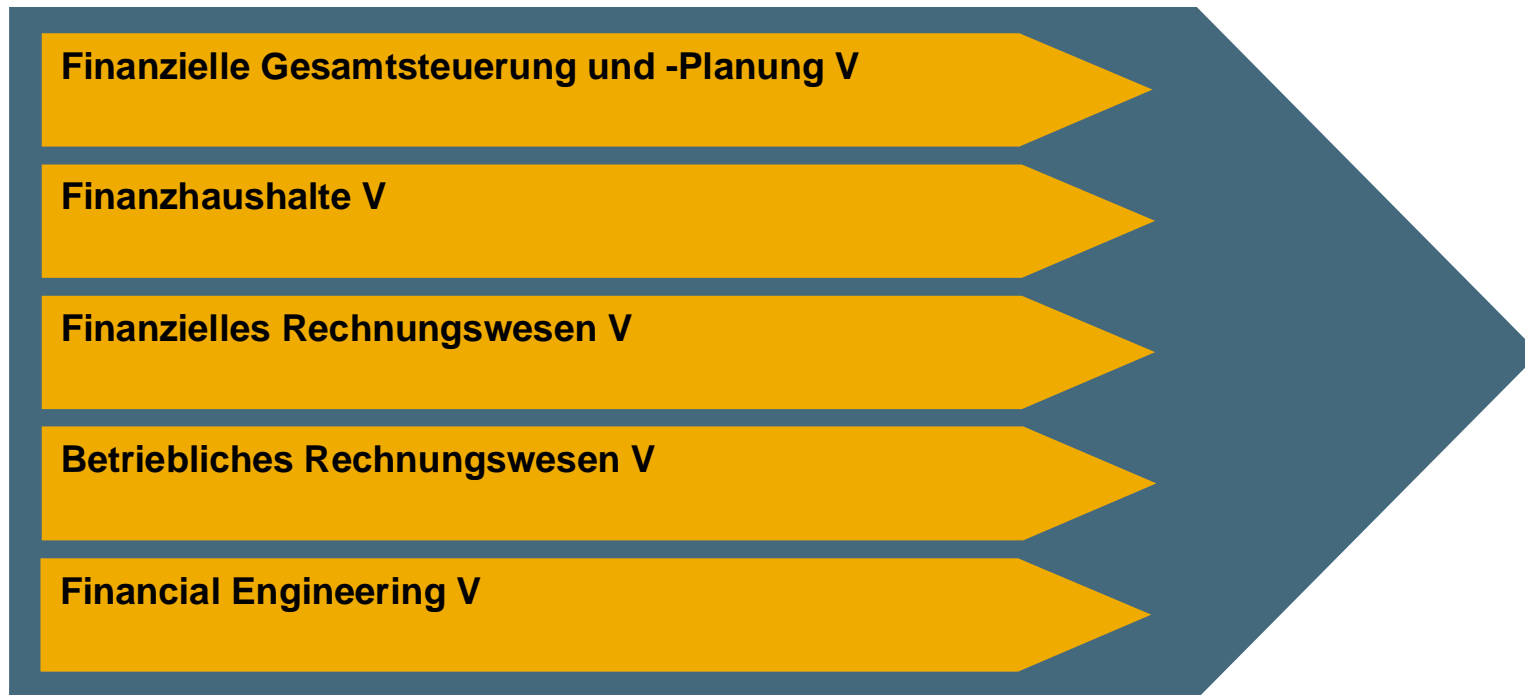 Finanzielle Gesamtsteuerung und -Planung V
Finanzhaushalte V
Finanzielles Rechnungswesen V
Betriebliches Rechnungswesen V
Financial Engineering V